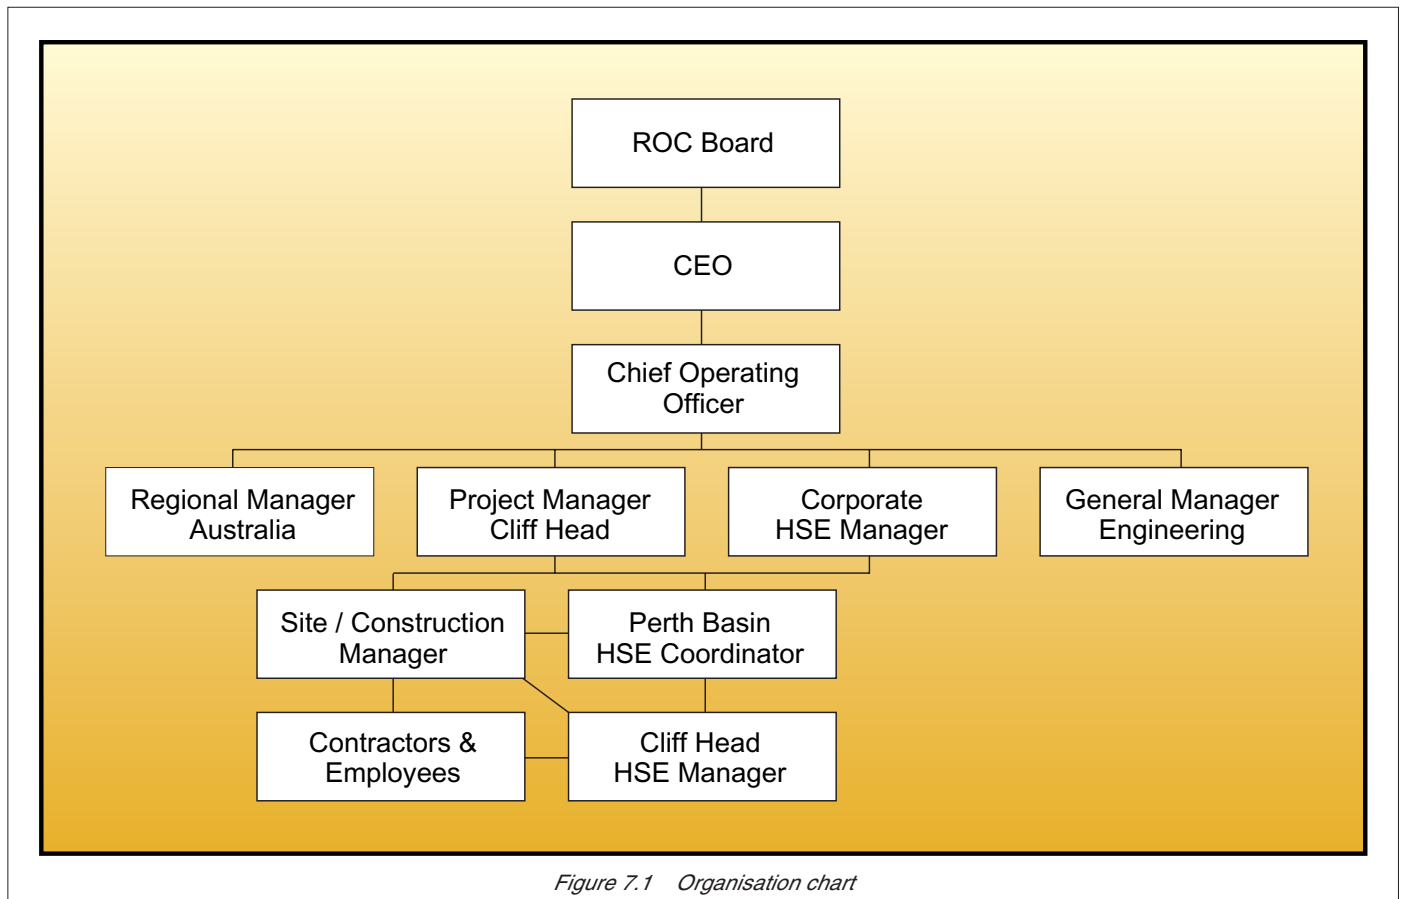 ROC Board
CEO
Chief Operating
Officer
Regional Manager
Australia
Project Manager
Cliff Head
Corporate
HSE Manager
General Manager
Engineering
Site / Construction
Manager
Perth Basin
HSE Coordinator
Contractors &
Employees
Cliff Head
HSE Manager
Figure 7.1 Organisation chart